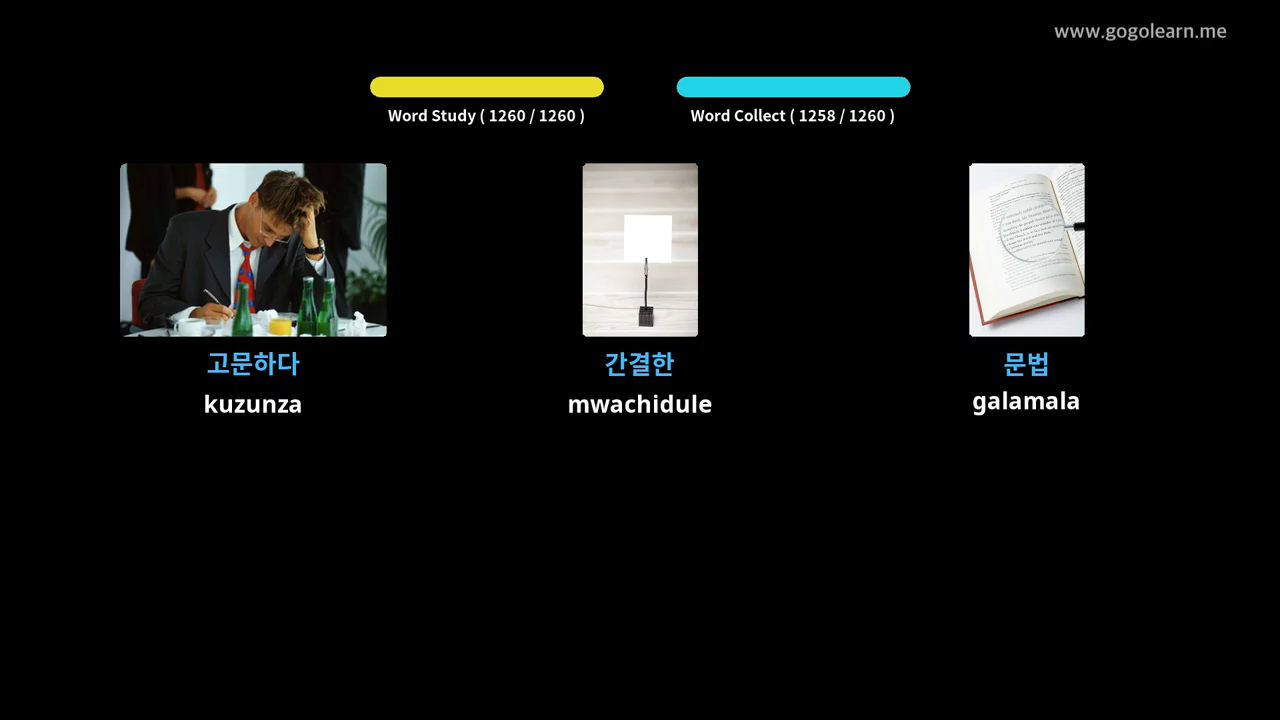 www.gogolearn.me
Word Study ( 1260 / 1260 )
Word Collect ( 1258 / 1260 )
고문하다
간결한
문법
kuzunza
mwachidule
galamala